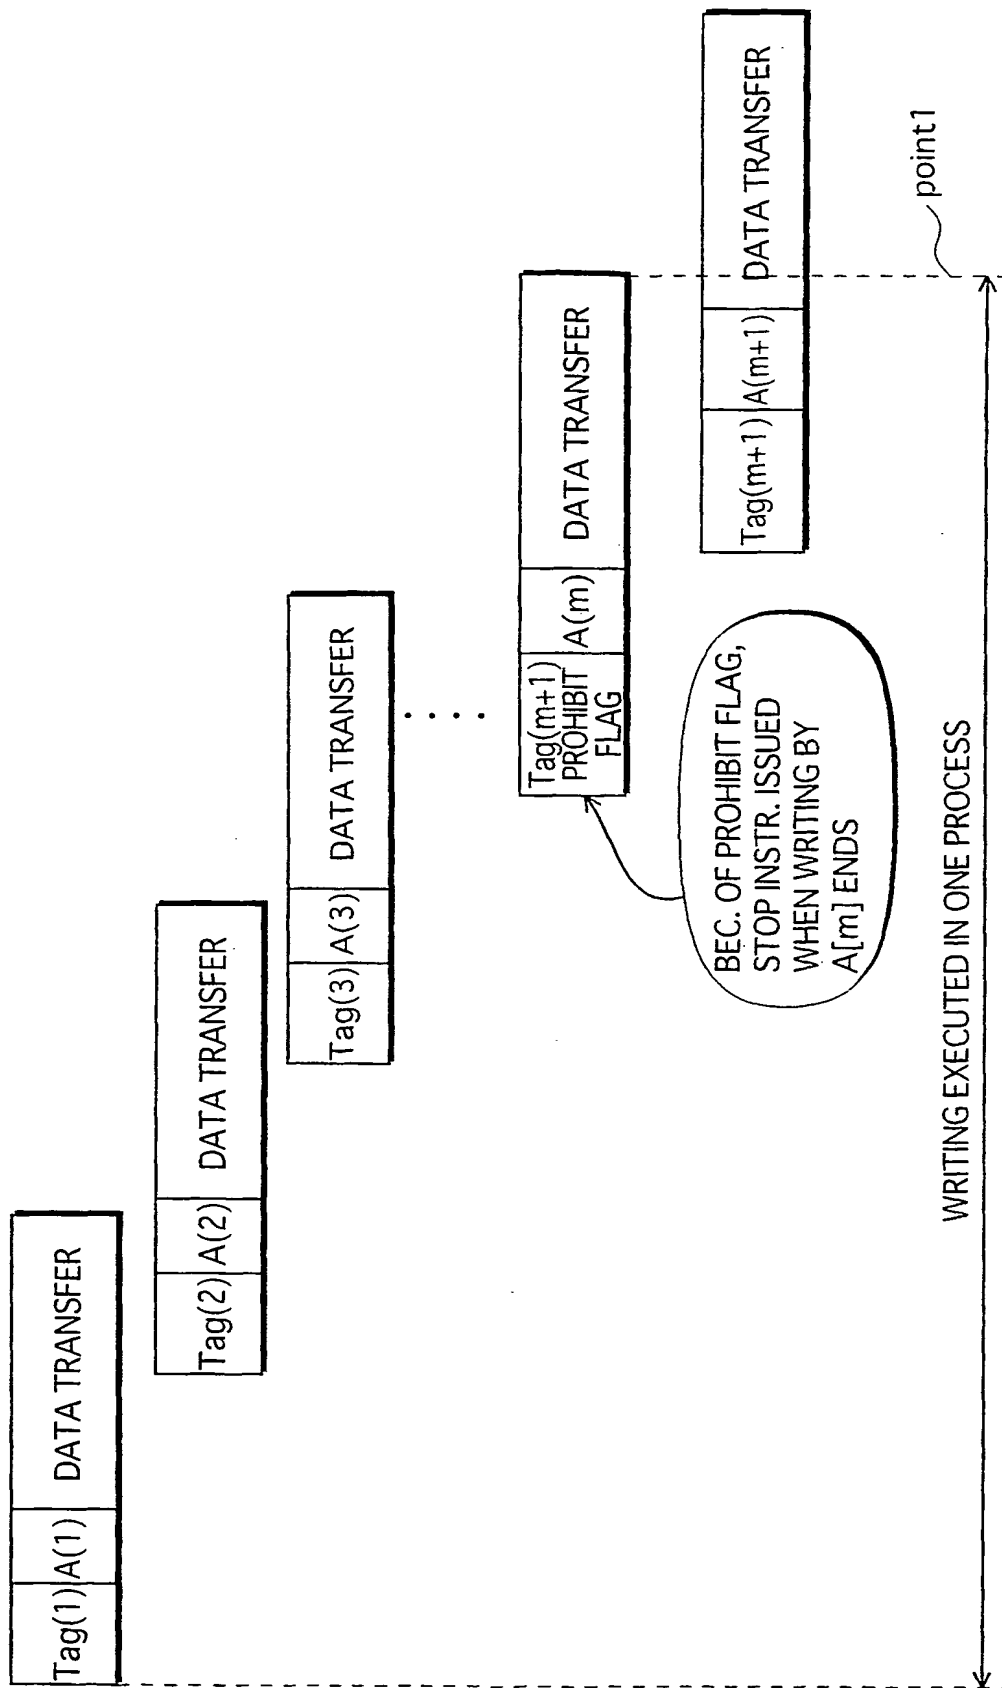 Tag(1) A(1) DATA TRANSFER
Tag(2) A(2) DATA TRANSFER
Tag(3) A(3) DATA TRANSFER
....
Tag(m+1)
PROHIBIT
FLAG
A(m) DATA TRANSFER
Tag(m+1) A(m+1) DATA TRANSFER
BEC. OF PROHIBIT FLAG,
STOP INSTR. ISSUED
WHEN WRITING BY
A[m] ENDS
point1
WRITING EXECUTED IN ONE PROCESS